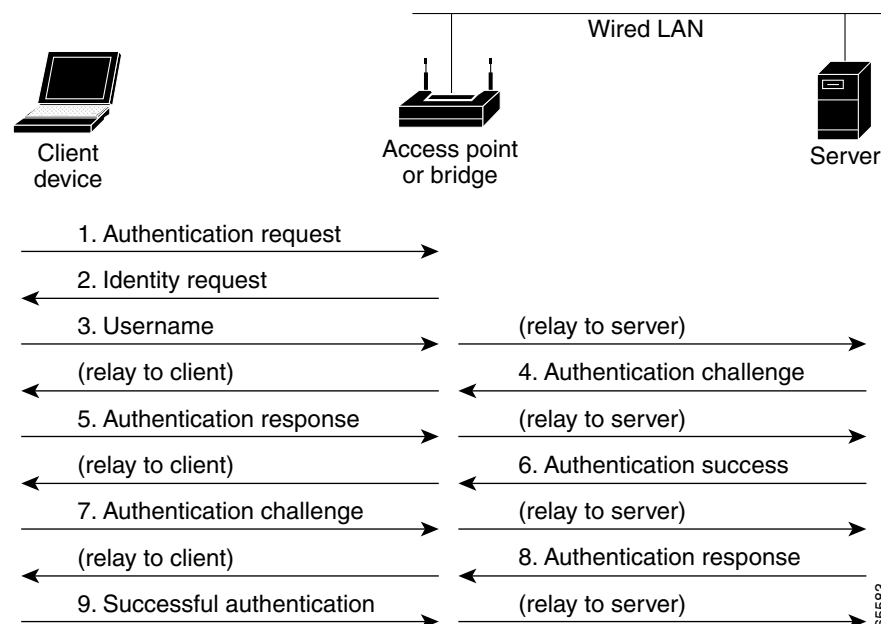 Wired LAN
Client
device
Access point
or bridge
Server
1. Authentication request
2. Identity request
3. Username
(relay to server)
(relay to client)
4. Authentication challenge
5. Authentication response
(relay to server)
(relay to client)
6. Authentication success
7. Authentication challenge
(relay to server)
(relay to client)
8. Authentication response
9. Successful authentication
(relay to server)
65583